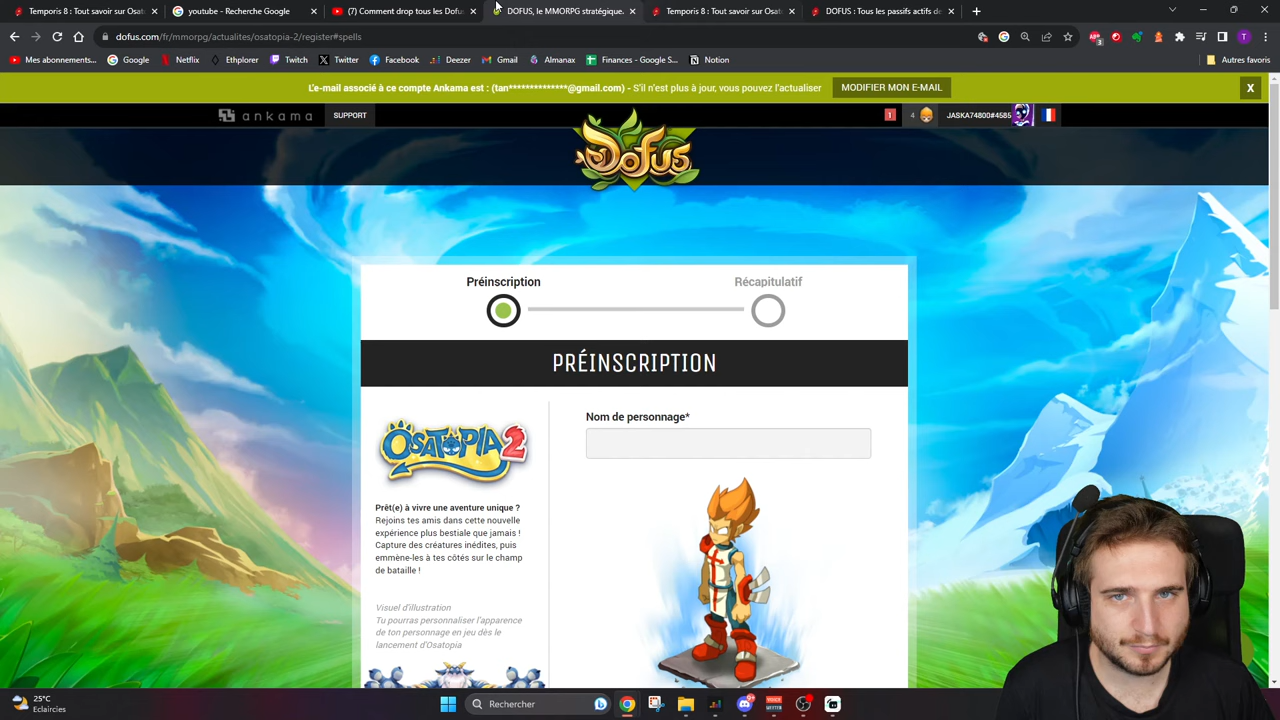 Temporis 8 : Tout savoir sur Osat
youtube - Recherche Google
(7) Comment drop tous les Dofus
DOFUS, le MMORPG stratégique.
Temporis 8 : Tout savoir sur Osat
DOFUS : Tous les passifs actifs de
dofus.com/fr/mmorpg/actualites/osatopia-2/register#spells
Mes abonnements...
Google
Netflix
Ethplorer
Twitch
Twitter
Facebook
Deezer
Gmail
Almanax
Finances - Google S...
Notion
Autres favoris
L'e-mail associé à ce compte Ankama est : (tan**************@gmail.com) - S'il n'est plus à jour, vous pouvez l'actualiser
MODIFIER MON E-MAIL
X
ankama
SUPPORT
1
4
JASKA74800#4585
DOFUS
Préinscription
Récapitulatif
PRÉINSCRIPTION
OSATOPIA 2
Nom de personnage*
Prêt(e) à vivre une aventure unique ?
Rejoins tes amis dans cette nouvelle
expérience plus bestiale que jamais !
Capture des créatures inédites, puis
emmène-les à tes côtés sur le champ
de bataille !
Visuel d'illustration
Tu pourras personnaliser l'apparence
de ton personnage en jeu dès le
lancement d'Osatopia
25°C
Eclaircies
Rechercher